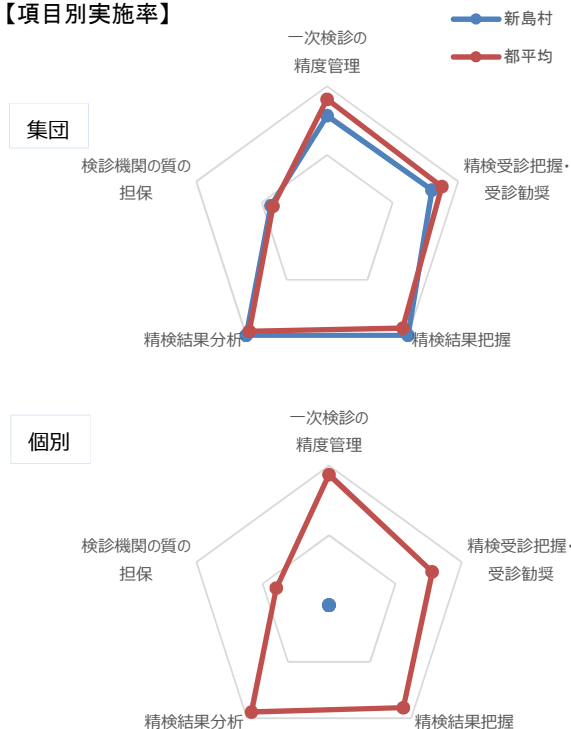 【項目別実施率】
新島村
都平均
集団
一次検診の
精度管理
精検受診把握・
受診勧奨
精検結果把握
精検結果分析
検診機関の質の
担保
個別
一次検診の
精度管理
精検受診把握・
受診勧奨
精検結果把握
精検結果分析
検診機関の質の
担保